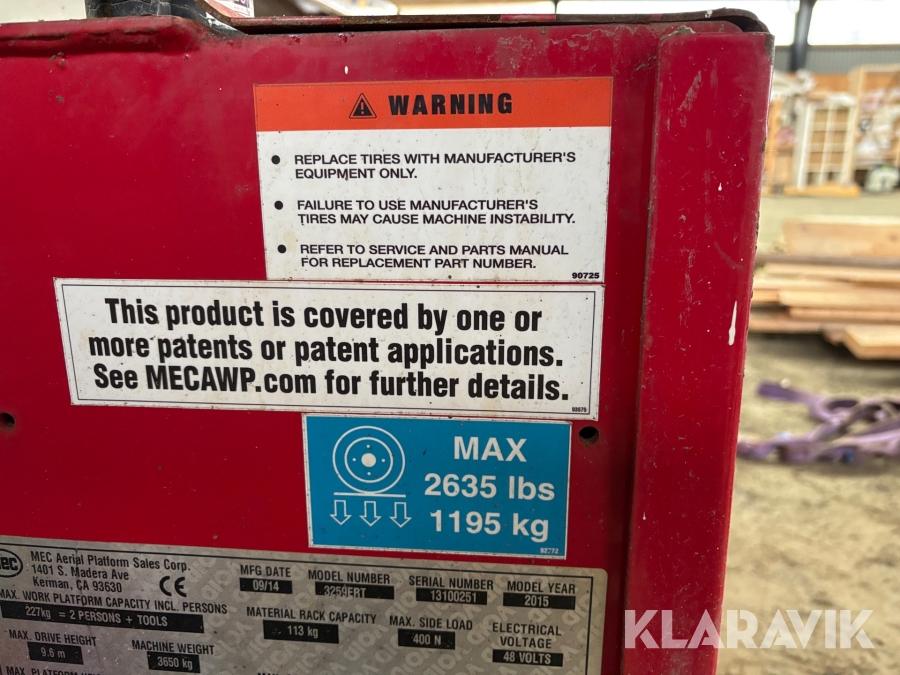 KLARAVIK
WARNING
• REPLACE TIRES WITH MANUFACTURER'S
EQUIPMENT ONLY.
• FAILURE TO USE MANUFACTURER'S
TIRES MAY CAUSE MACHINE INSTABILITY.
• REFER TO SERVICE AND PARTS MANUAL
FOR REPLACEMENT PART NUMBER.
90725
This product is covered by one or
more patents or patent applications.
See MECAWP.com for further details.
MAX
2635 lbs
1195 kg
MEC Aerial Platform Sales Corp.
1401 S. Madera Ave
Kerman, CA 93630
CE
MFG DATE
09/14
MODEL NUMBER
3259ERT
SERIAL NUMBER
13100251
MODEL YEAR
2015
MAX. WORK PLATFORM CAPACITY INCL. PERSONS
227kg = 2 PERSONS + TOOLS
MATERIAL RACK CAPACITY
113 kg
MAX. SIDE LOAD
400 N
ELECTRICAL
VOLTAGE
48 VOLTS
MAX. DRIVE HEIGHT
9.6 m
MACHINE WEIGHT
3650 kg
KLARAVIK